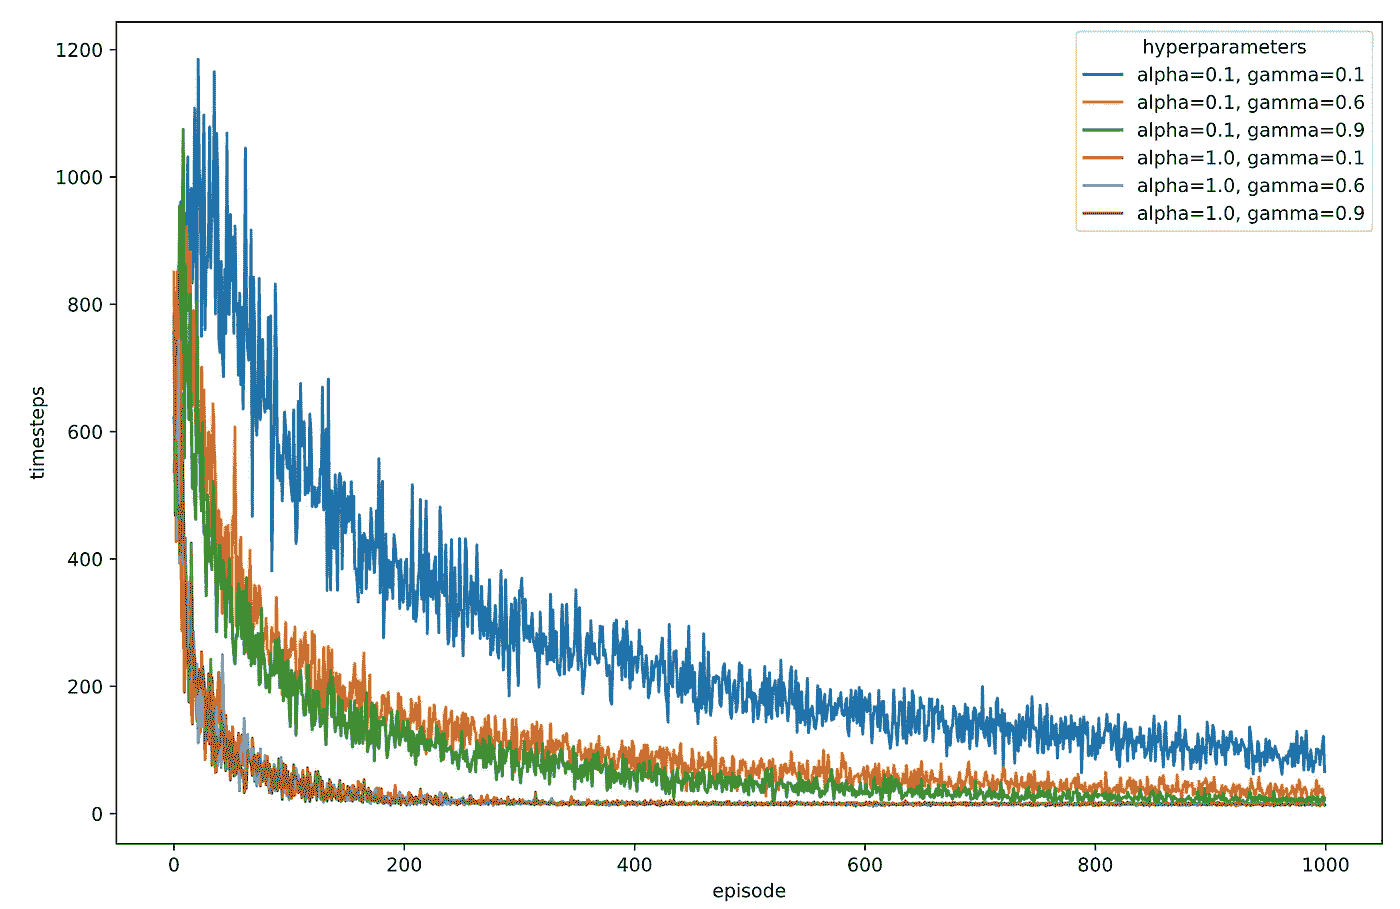 hyperparameters
alpha=0.1, gamma=0.1
alpha=0.1, gamma=0.6
alpha=0.1, gamma=0.9
alpha=1.0, gamma=0.1
alpha=1.0, gamma=0.6
alpha=1.0, gamma=0.9
1200
1000
800
600
400
200
0
timesteps
0 200 400 600 800 1000
episode